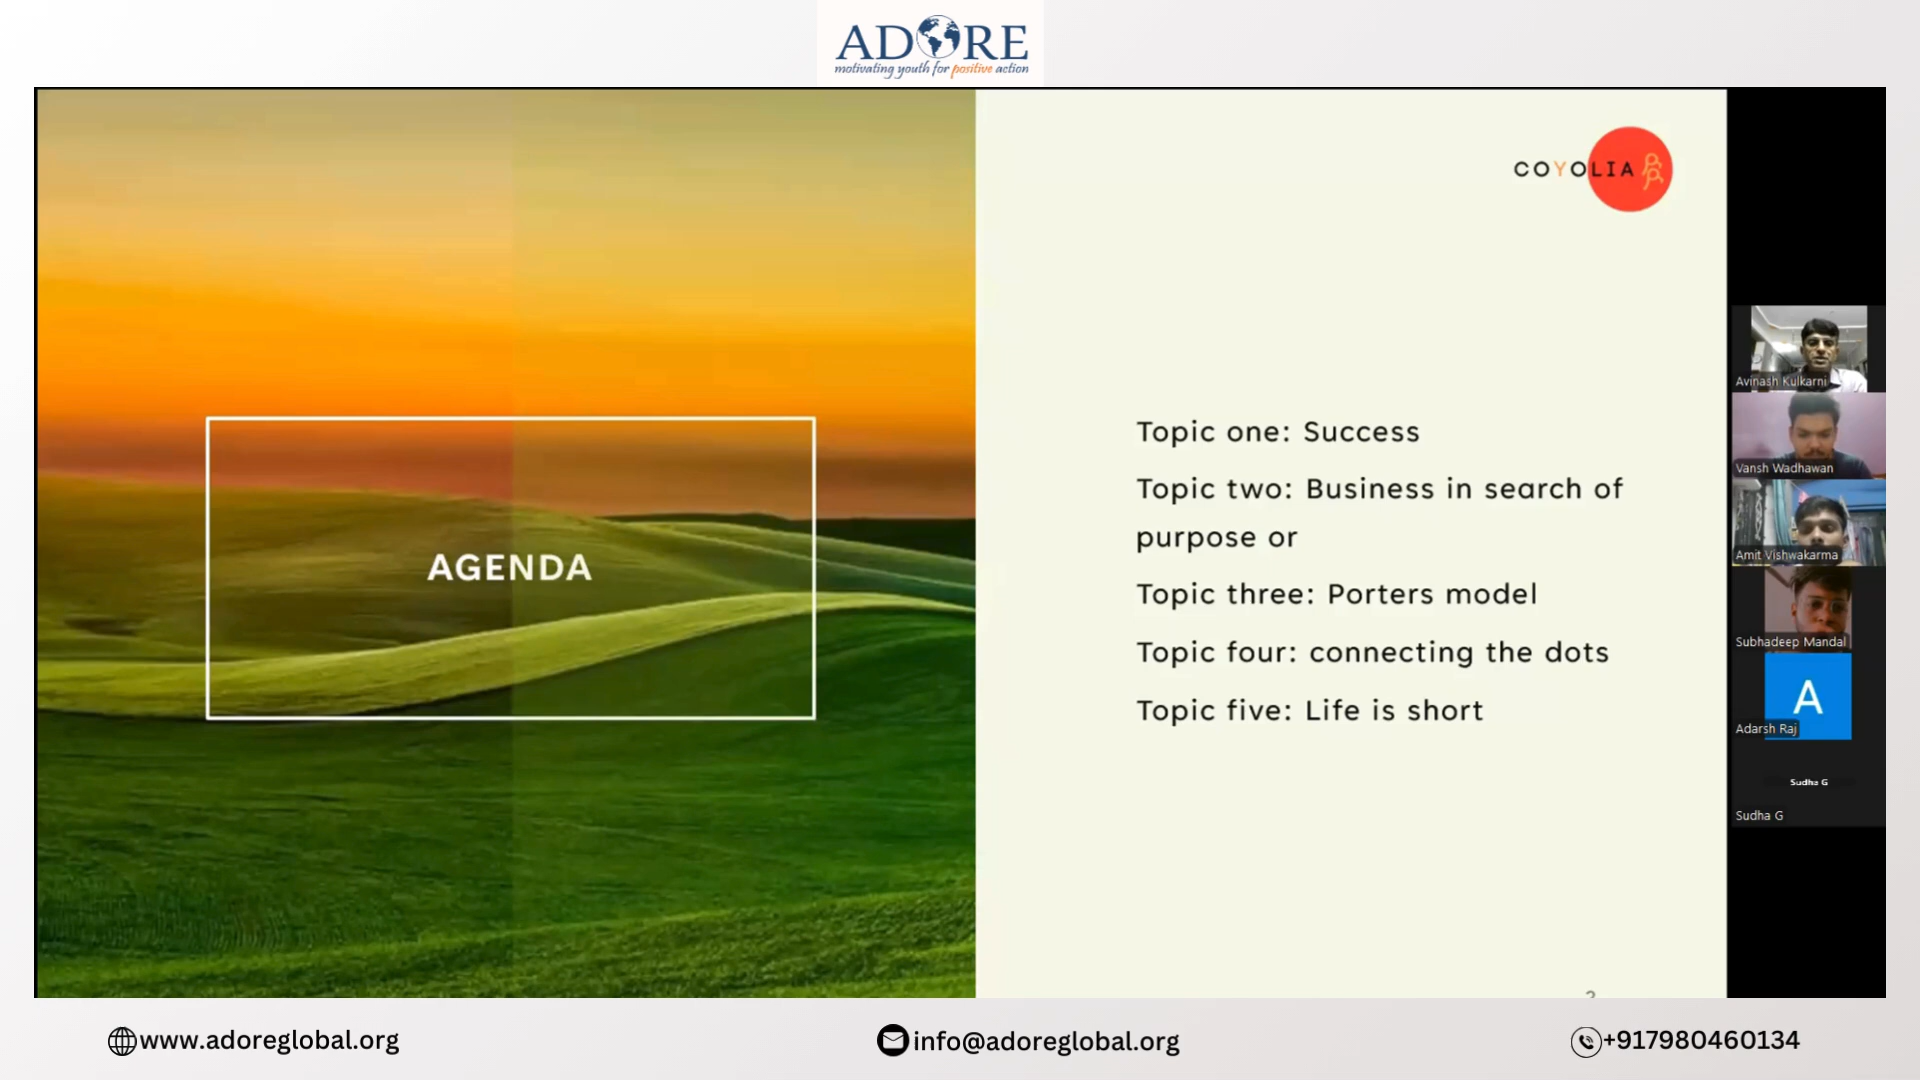 ADORE
motivating youth for positive action
COYOLIA
AGENDA
Topic one: Success
Topic two: Business in search of
purpose or
Topic three: Porters model
Topic four: connecting the dots
Topic five: Life is short
2
Avinash Kulkarni
Vansh Wadhawan
Amit Vishwakarma
Subhadeep Mandal
A
Adarsh Raj
Sudha G
Sudha G
www.adoreglobal.org
info@adoreglobal.org
+917980460134